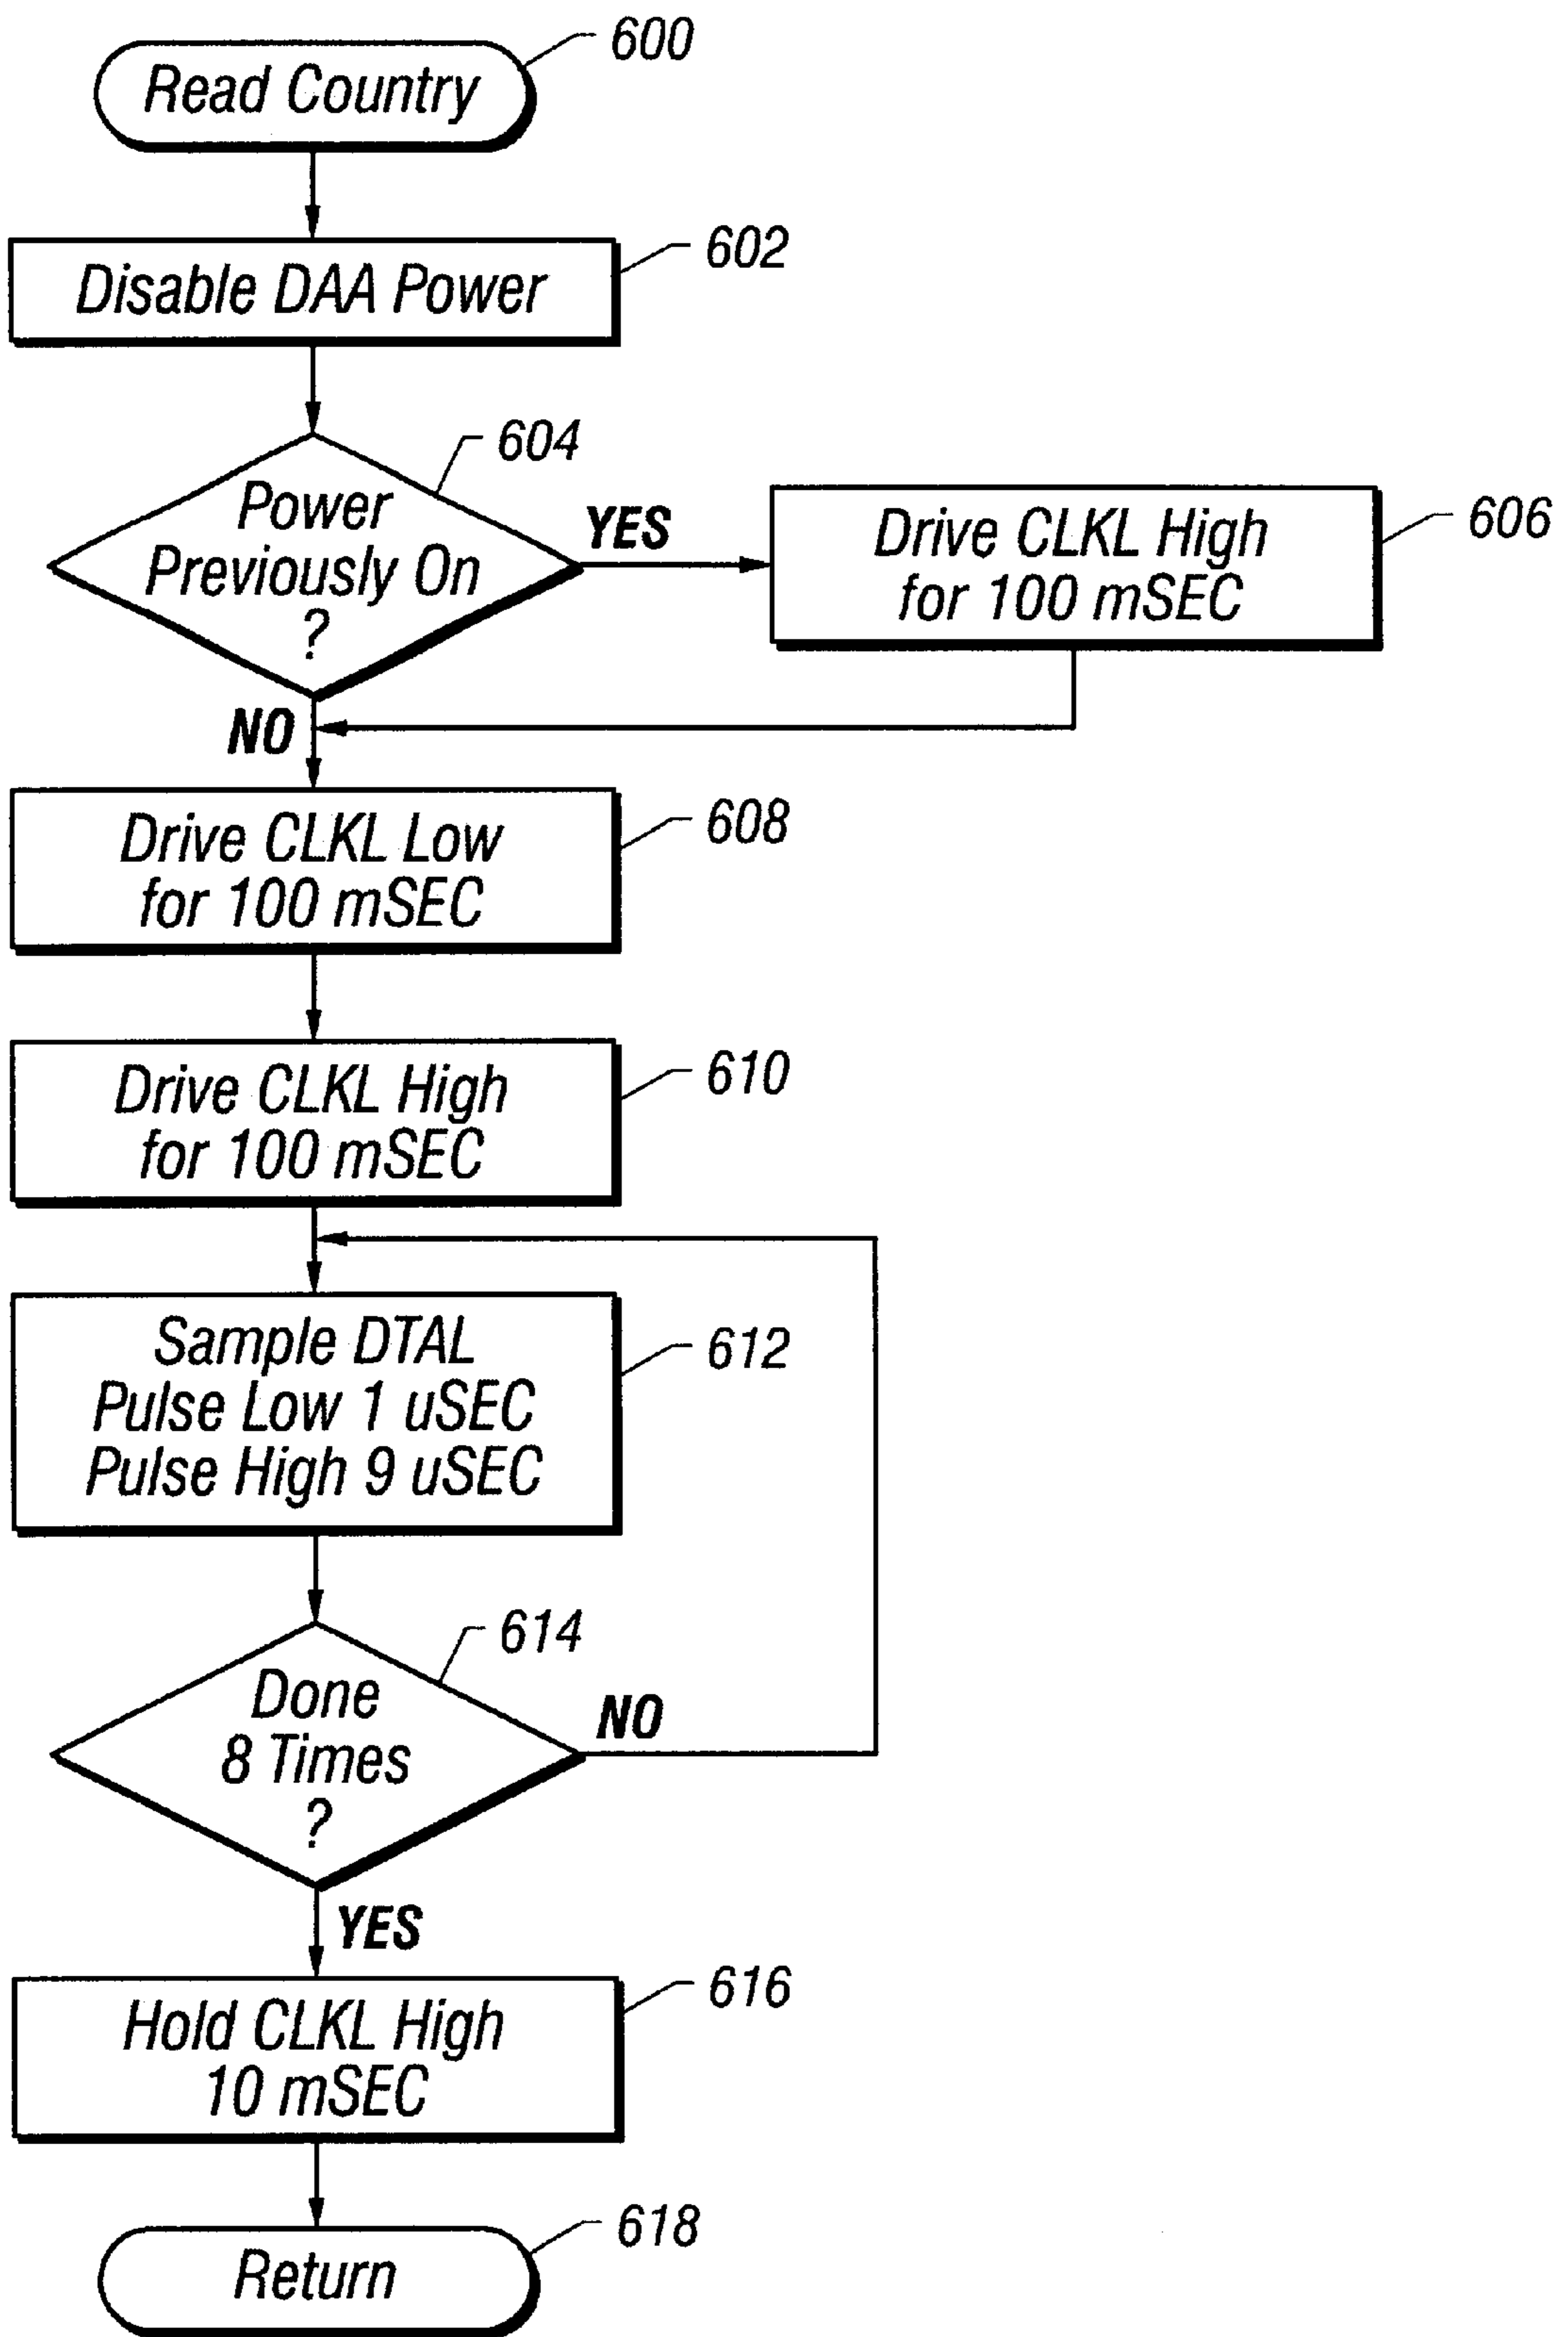 600
Read Country
602
Disable DAA Power
604
Power
Previously On
?
YES
Drive CLKL High
for 100 mSEC
606
NO
Drive CLKL Low
for 100 mSEC
608
Drive CLKL High
for 100 mSEC
610
Sample DTAL
Pulse Low 1 uSEC
Pulse High 9 uSEC
612
614
Done
8 Times
?
NO
YES
Hold CLKL High
10 mSEC
616
Return
618